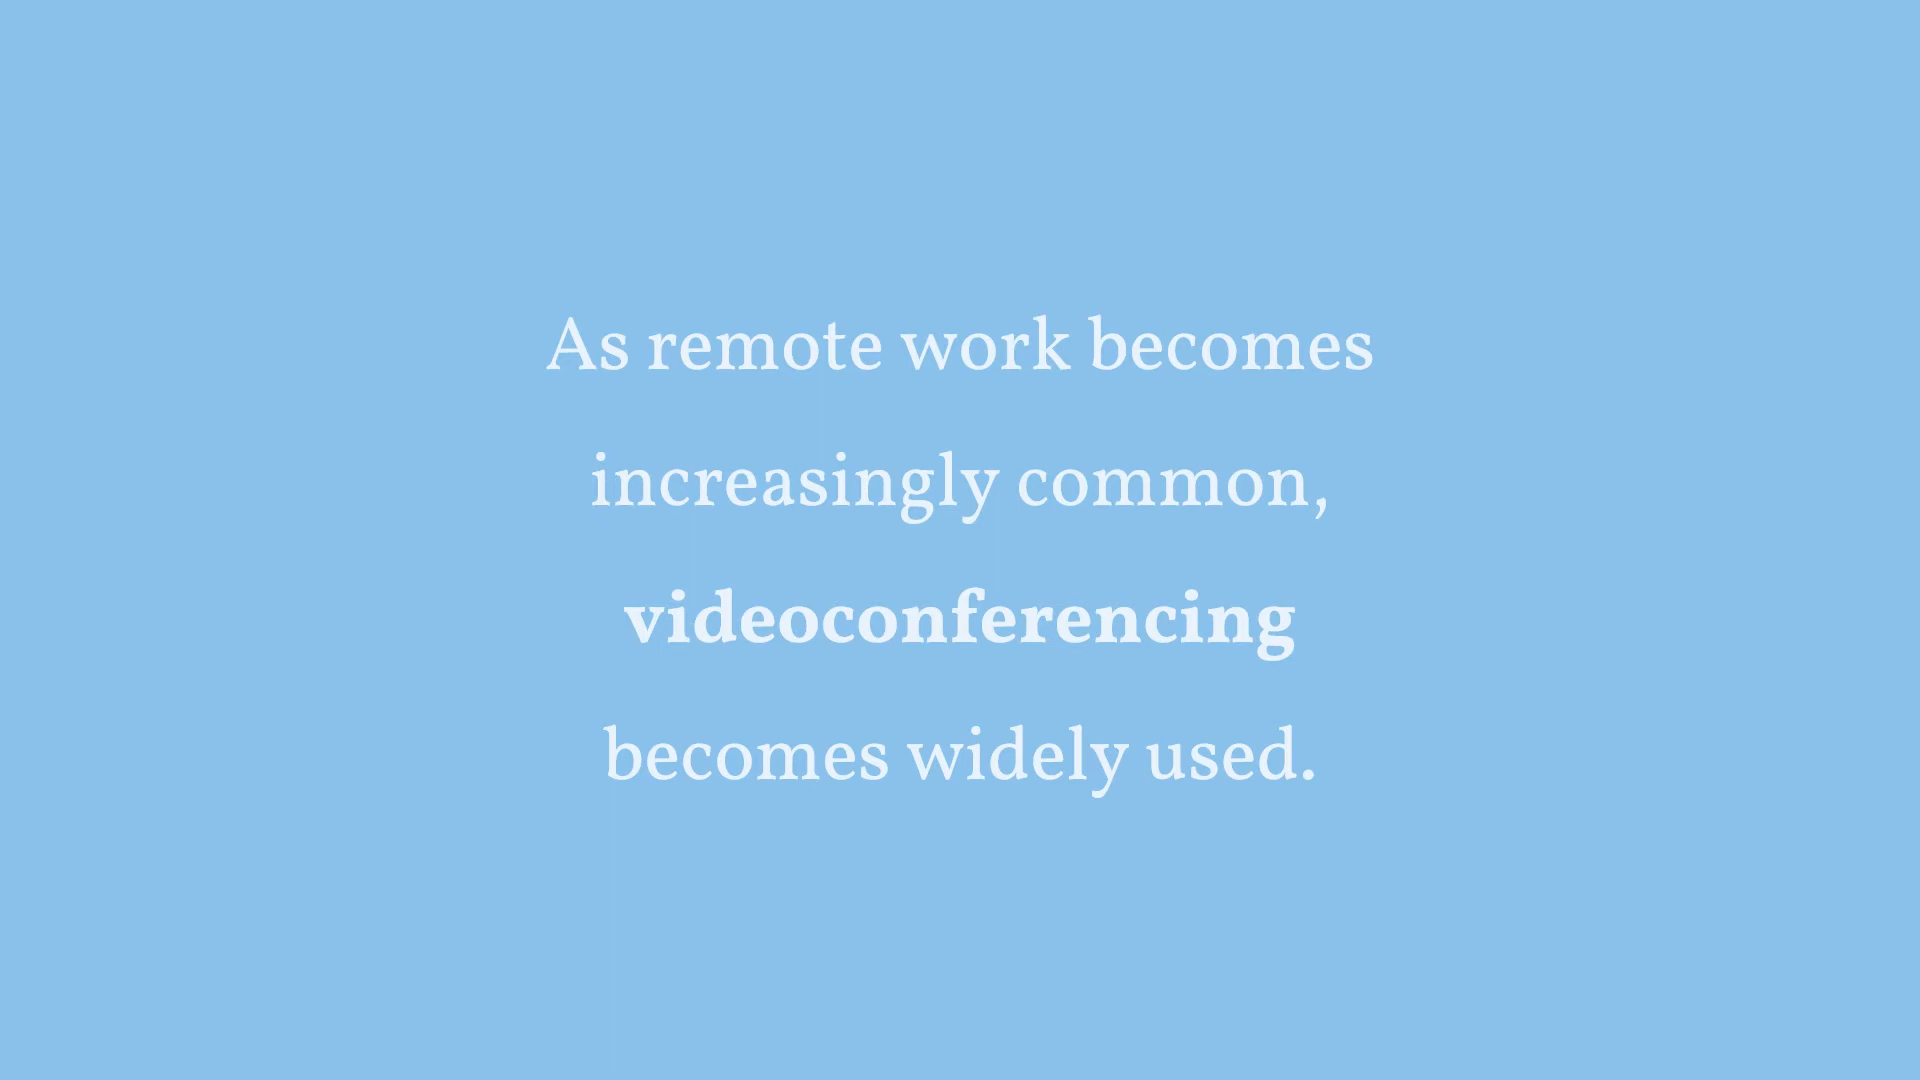 As remote work becomes
increasingly common,
videoconferencing
becomes widely used.